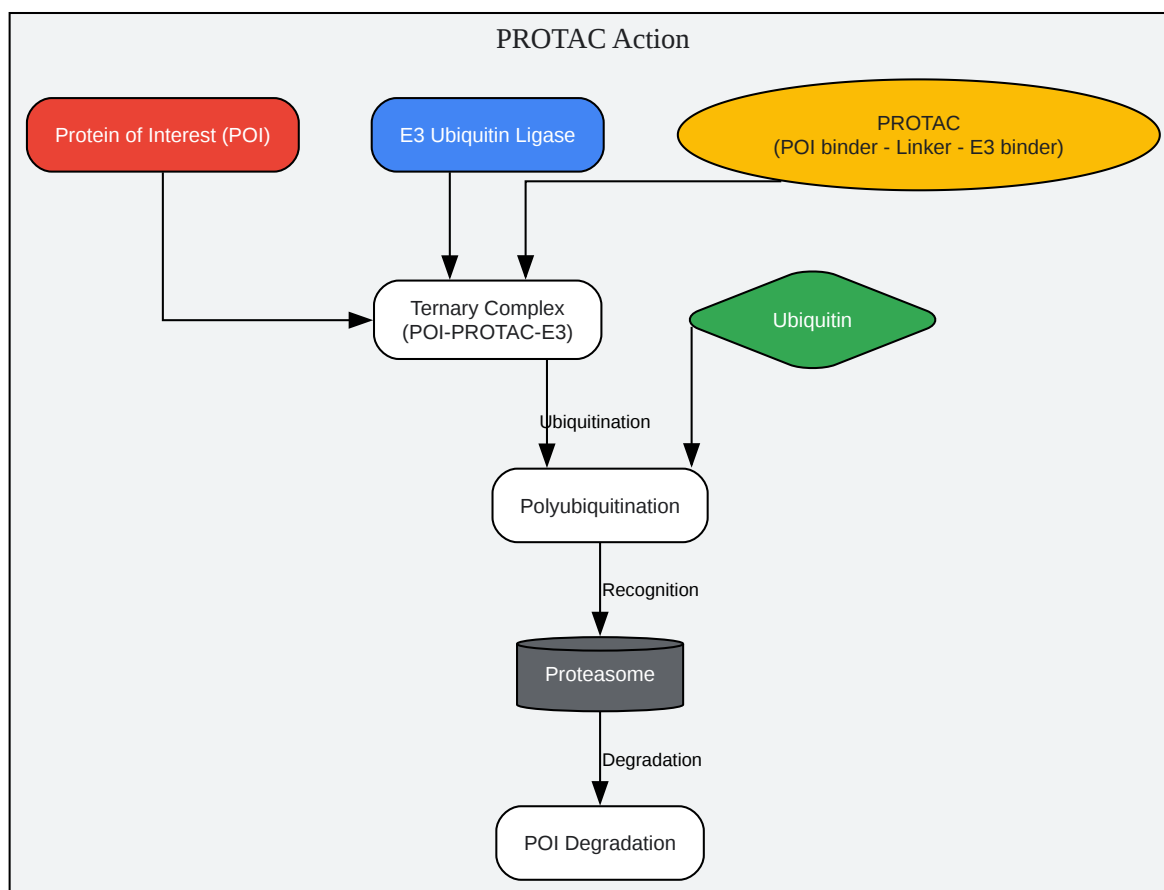 PROTAC Action
Protein of Interest (POI)
E3 Ubiquitin Ligase
PROTAC
(POI binder - Linker - E3 binder)
Ternary Complex
(POI-PROTAC-E3)
Ubiquitin
Ubiquitination
Polyubiquitination
Recognition
Proteasome
Degradation
POI Degradation